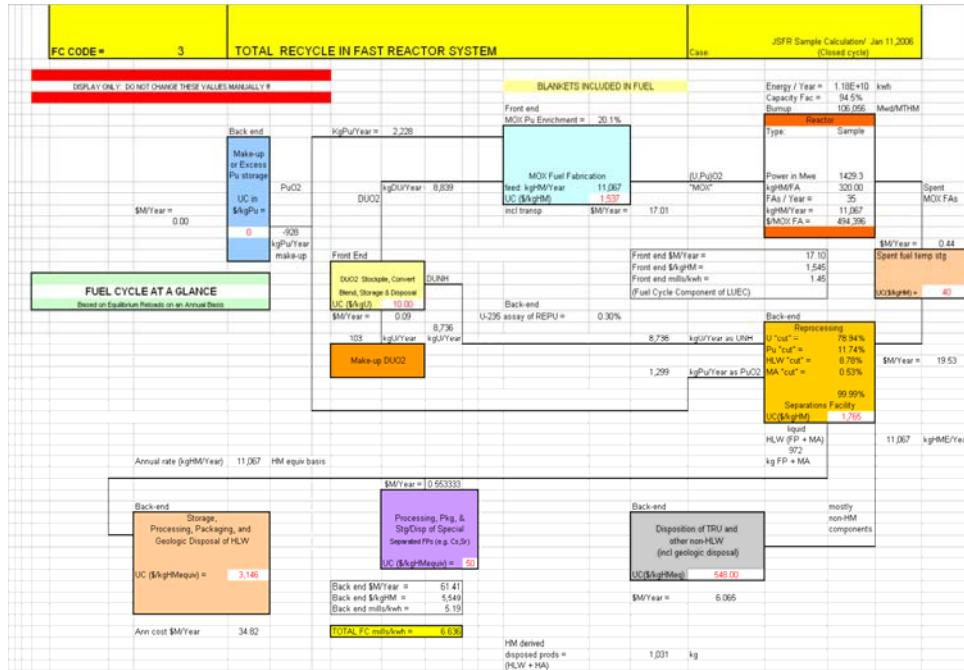 FC CODE = 3 TOTAL RECYCLE IN FAST REACTOR SYSTEM
JSFR Sample Calculation/ Jan 11,2006
Case: (Closed cycle)
DISPLAY ONLY: DO NOT CHANGE THESE VALUES MANUALLY !!
BLANKETS INCLUDED IN FUEL
Energy / Year = 1.18E+10 kwh
Capacity Fac = 94.5%
Burnup 106,056 Mwd/MTHM
Front end
MOX Pu Enrichment = 20.1%
Reactor
Type: Sample
Power in Mwe 1429.3
kgHM/FA 320.00
FAs / Year = 35
kgHM/Year = 11,067
$/MOX FA = 494,396
Back end
KgPu/Year = 2,228
Make-up
or Excess
Pu storage
UC in
$/kgPu =
0
PuO2
$M/Year =
0.00
-928
kgPu/Year
make-up
kgDU/Year 8,839
DUO2
MOX Fuel Fabrication
feed: kgHM/Year 11,067
UC ($/kgHM) 1,537
incl transp $M/Year = 17.01
(U,Pu)O2
"MOX"
Spent
MOX FAs
$M/Year = 0.44
Spent fuel temp stg
UC($/kgHM) = 40
FUEL CYCLE AT A GLANCE
Based on Equilibrium Reloads on an Annual Basis
Front End
DUO2 Stockpile, Convert
Blend, Storage & Disposal
UC ($/kgU) 10.00
DUNH
$M/Year = 0.09
103 kgU/Year
8,736
kgU/Year
Make-up DUO2
Front end $M/Year = 17.10
Front end $/kgHM = 1,545
Front end mills/kwh = 1.45
(Fuel Cycle Component of LUEC)
Back-end
U-235 assay of REPU = 0.30%
8,736 kgU/Year as UNH
1,299 kgPu/Year as PuO2
Back-end
Reprocessing
U "cut" = 78.94%
Pu "cut" = 11.74%
HLW "cut" = 8.78%
MA "cut" = 0.53%
99.99%
Separations Facility
UC($/kgHM) 1,765
$M/Year = 19.53
liquid
HLW (FP + MA)
972
kg FP + MA
11,067 kgHME/Yea
Annual rate (kgHM/Year) 11,067 HM equiv basis
Back-end
Storage,
Processing, Packaging, and
Geologic Disposal of HLW
UC ($/kgHMequiv) = 3,146
Ann cost $M/Year 34.82
$M/Year = 0.553333
Processing, Pkg, &
Stg/Disp of Special
Separated FPs (e.g. Cs,Sr)
UC ($/kgHMequiv) = 50
Back end $M/Year = 61.41
Back end $/kgHM = 5,549
Back end mills/kwh = 5.19
TOTAL FC mills/kwh = 6.636
Back-end
Disposition of TRU and
other non-HLW
(incl geologic disposal)
UC($/kgHMeq) 548.00
$M/Year = 6.065
mostly
non-HM
components
HM derived
disposed prods = 1,031 kg
(HLW + HA)